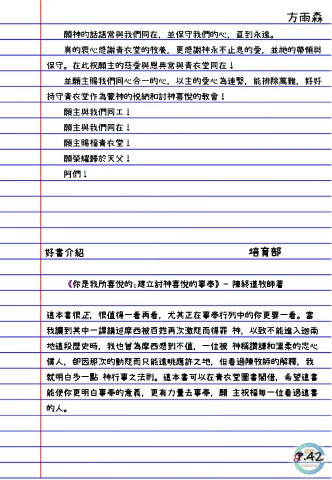 方雨森
願神的話語常與我們同在，並保守我們的心，直到永遠。
真的衷心感謝青衣堂的牧養，更感謝神永不止息的愛，並祂的帶領與
保守。在此祝願主的慈愛與恩典常與青衣堂同在！
並願主賜我們同心合一的心，以主的愛心為連繫，能排除萬難，好好
持守青衣堂作為蒙神的悅納和討神喜悅的教會！
願主與我們同工！
願主與我們同在！
願主賜福青衣堂！
願榮耀歸於天父！
阿們！
好書介紹 培育部
《你是我所喜悅的:建立討神喜悅的事奉》- 陳終道牧師著
這本書很正，很值得一看再看，尤其正在事奉行列中的你更要一看。當
我讀到其中一課講述摩西被百姓再次激怒而得罪 神，以致不能進入迦南
地這段歷史時，我也曾為摩西感到不值，一位被 神稱讚謙和溫柔的忠心
僕人，卻因那次的動怒而只能遠眺應許之地，但看過陳牧師的解釋，我
就明白多一點 神行事之法則。這本書可以在青衣堂圖書閣借，希望這書
能使你更明白事奉的意義，更有力量去事奉，願 主祝福每一位看過這書
的人。
P.42